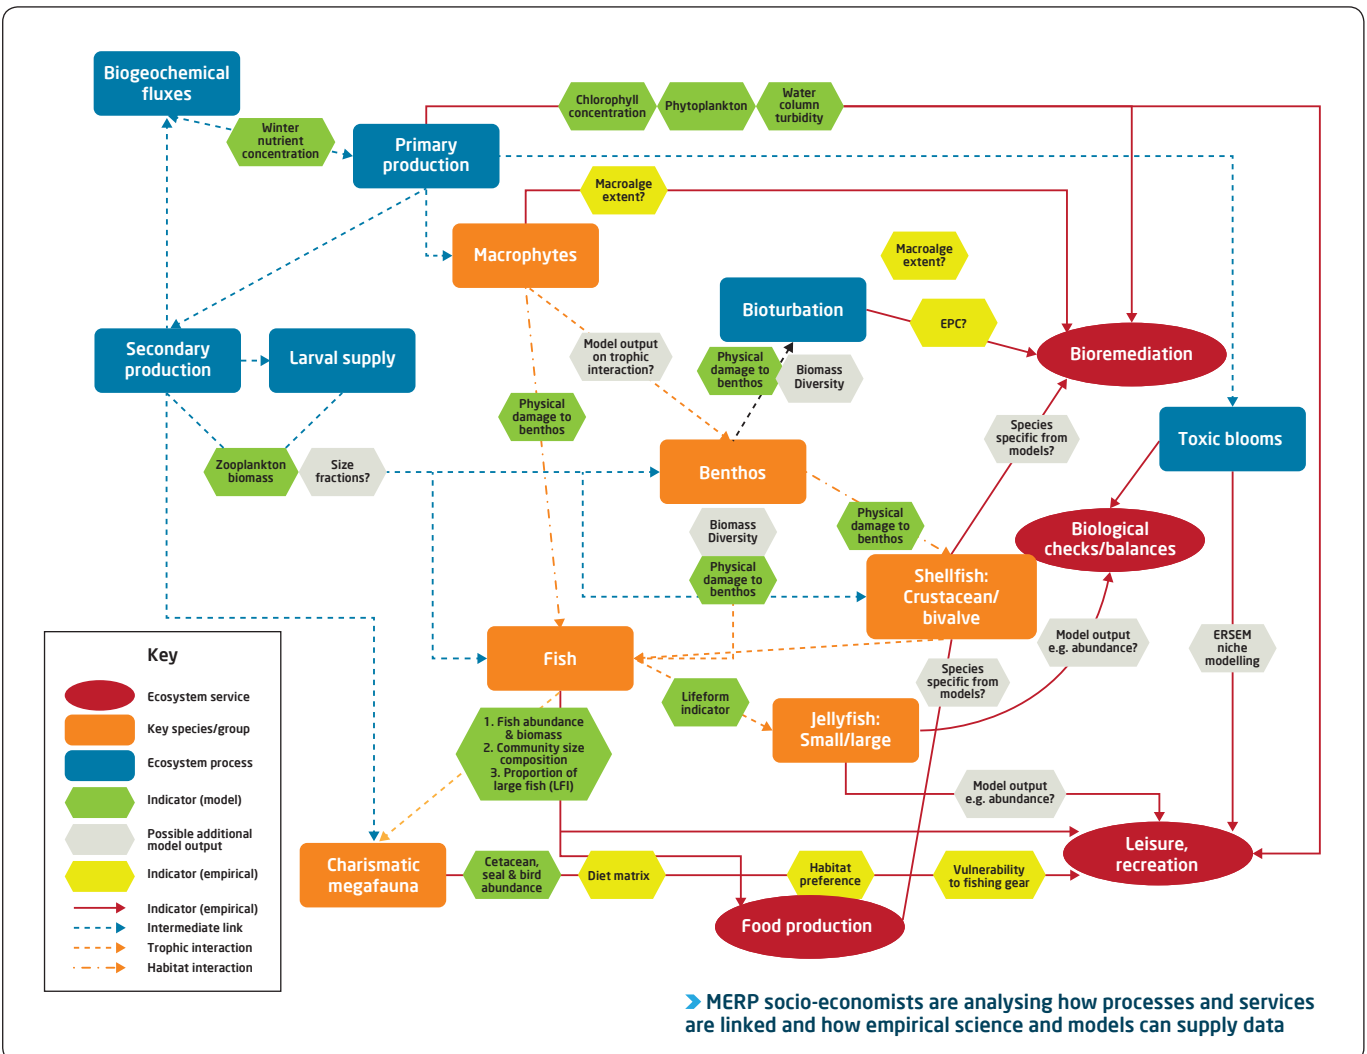 Biogeochemical
fluxes
Winter
nutrient
concentration
Primary
production
Chlorophyll
concentration
Phytoplankton
Water
column
turbidity
Macroalge
extent?
Macrophytes
Macroalge
extent?
Bioturbation
EPC?
Bioremediation
Secondary
production
Larval supply
Model output
on trophic
interaction?
Physical
damage to
benthos
Biomass
Diversity
Physical
damage to
benthos
Species
specific from
models?
Toxic blooms
Zooplankton
biomass
Size
fractions?
Benthos
Physical
damage to
benthos
Biomass
Diversity
Physical
damage to
benthos
Biological
checks/balances
Shellfish:
Crustacean/
bivalve
Fish
Model output
e.g. abundance?
ERSEM
niche
modelling
Species
specific from
models?
Lifeform
indicator
Jellyfish:
Small/large
1. Fish abundance
& biomass
2. Community size
composition
3. Proportion of
large fish (LFI)
Model output
e.g. abundance?
Leisure,
recreation
Charismatic
megafauna
Cetacean,
seal & bird
abundance
Diet matrix
Habitat
preference
Vulnerability
to fishing gear
Food production
Key
Ecosystem service
Key species/group
Ecosystem process
Indicator (model)
Possible additional
model output
Indicator (empirical)
Indicator (empirical)
Intermediate link
Trophic interaction
Habitat interaction
MERP socio-economists are analysing how processes and services
are linked and how empirical science and models can supply data